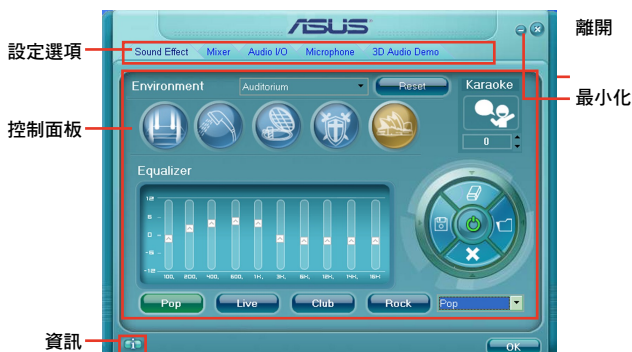 ASUS
離開
設定選項
Sound Effect Mixer Audio I/O Microphone 3D Audio Demo
最小化
Environment Auditorium Reset Karaoke
控制面板
0
Equalizer
12
0
-12
100, 200, 400, 600, 1K, 3K, 6K, 12K, 14K, 16K
Pop Live Club Rock Pop
資訊
OK